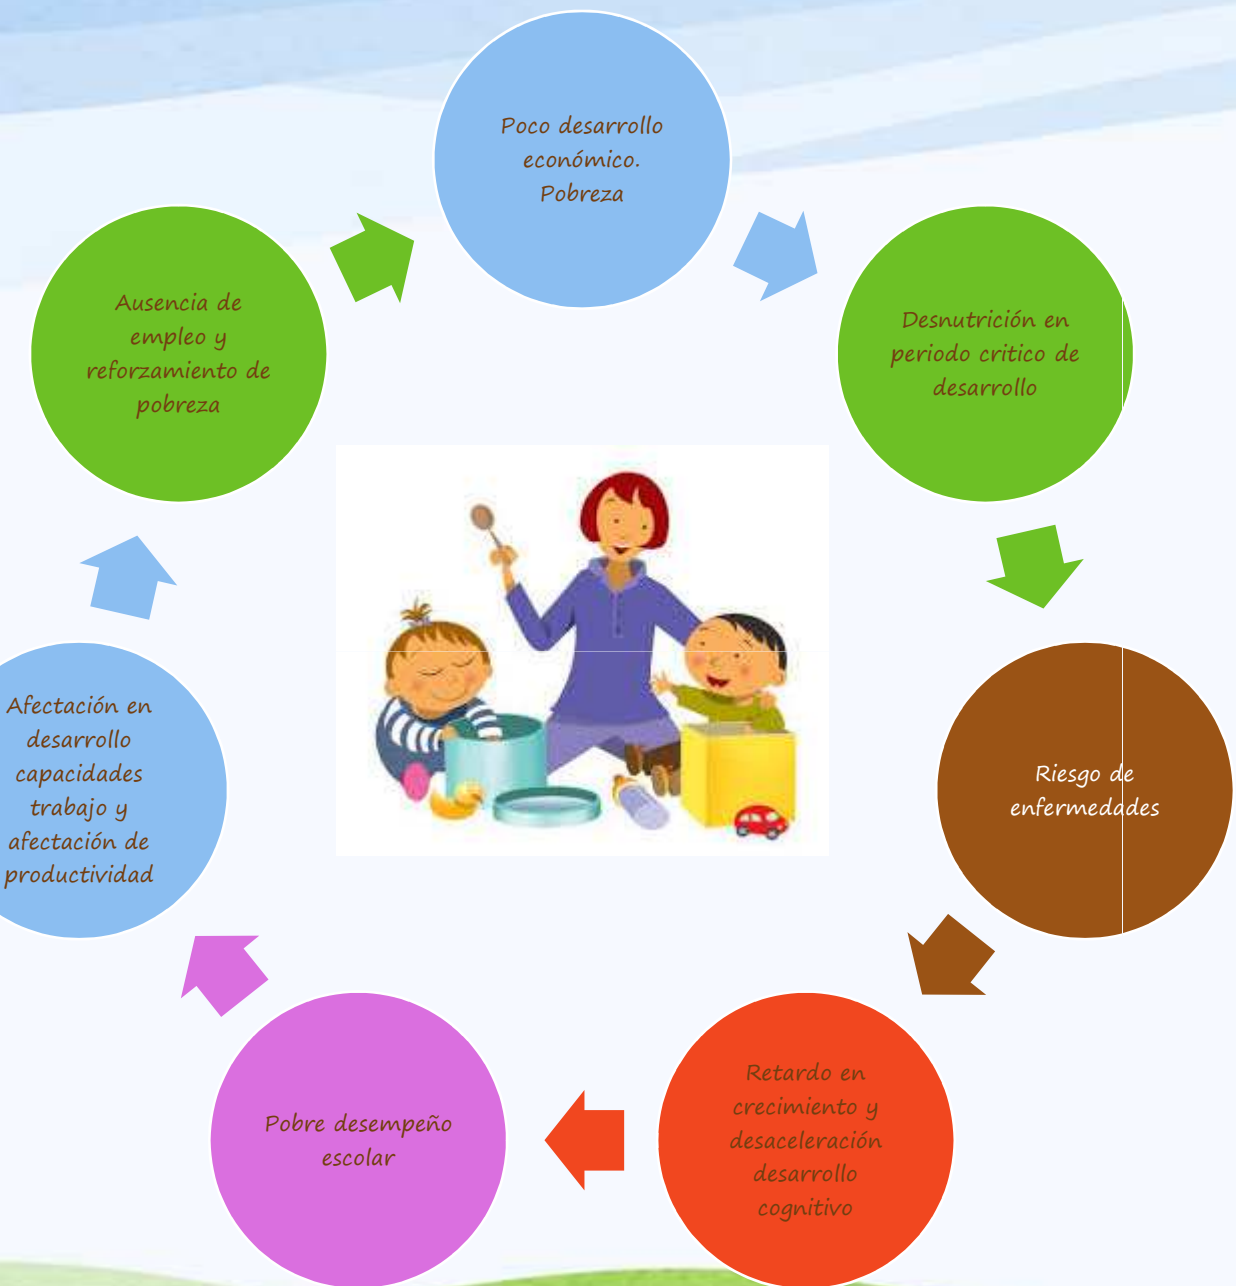 Poco desarrollo
económico.
Pobreza
Desnutrición en
periodo critico de
desarrollo
Riesgo de
enfermedades
Retardo en
crecimiento y
desaceleración
desarrollo
cognitivo
Pobre desempeño
escolar
Afectación en
desarrollo
capacidades
trabajo y
afectación de
productividad
Ausencia de
empleo y
reforzamiento de
pobreza